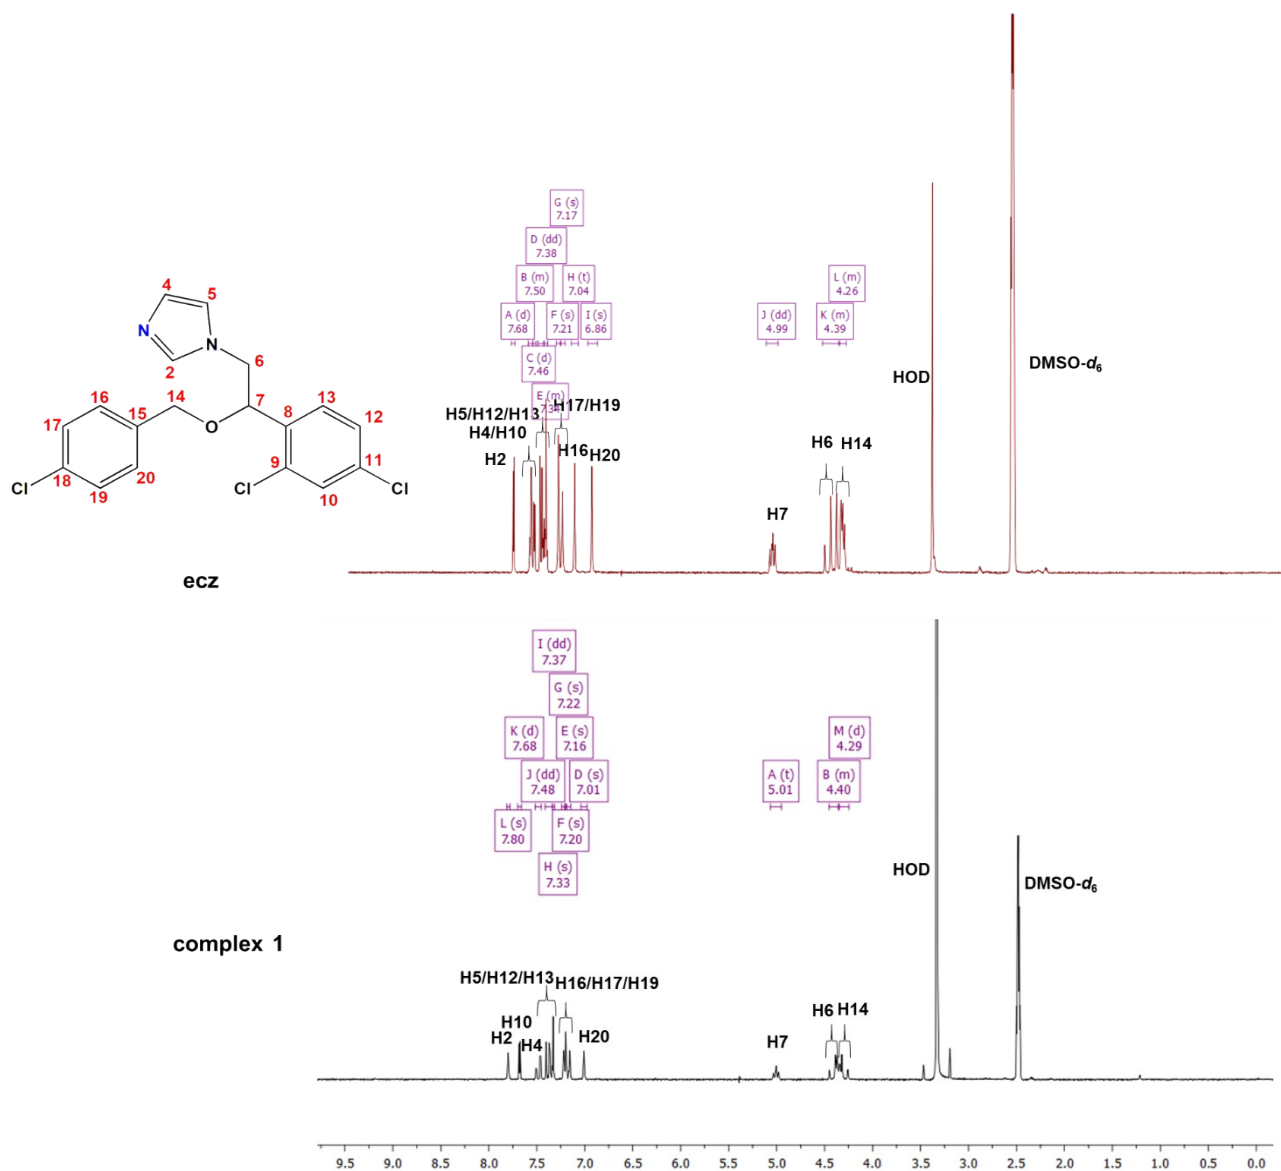 G (s)
7.17
D (dd)
7.38
B (m)
7.50
H (t)
7.04
L (m)
4.26
A (d)
7.68
F (s)
7.21
I (s)
6.86
J (dd)
4.99
K (m)
4.39
C (d)
7.46
E (m)
H5/H12/H13
H17/H19
H4/H10
H2
H16
H20
H7
H6
H14
HOD
DMSO-d6
4
5
N
N
2
6
16
14
7
13
17
15
8
12
O
18
20
9
11
19
10
Cl
Cl
Cl
ecz
I (dd)
7.37
G (s)
7.22
K (d)
7.68
E (s)
7.16
M (d)
4.29
J (dd)
7.48
D (s)
7.01
A (t)
5.01
B (m)
4.40
L (s)
7.80
F (s)
7.20
H (s)
7.33
HOD
DMSO-d6
complex 1
H5/H12/H13
H16/H17/H19
H10
H2
H4
H20
H7
H6
H14
9.5 9.0 8.5 8.0 7.5 7.0 6.5 6.0 5.5 5.0 4.5 4.0 3.5 3.0 2.5 2.0 1.5 1.0 0.5 0.0